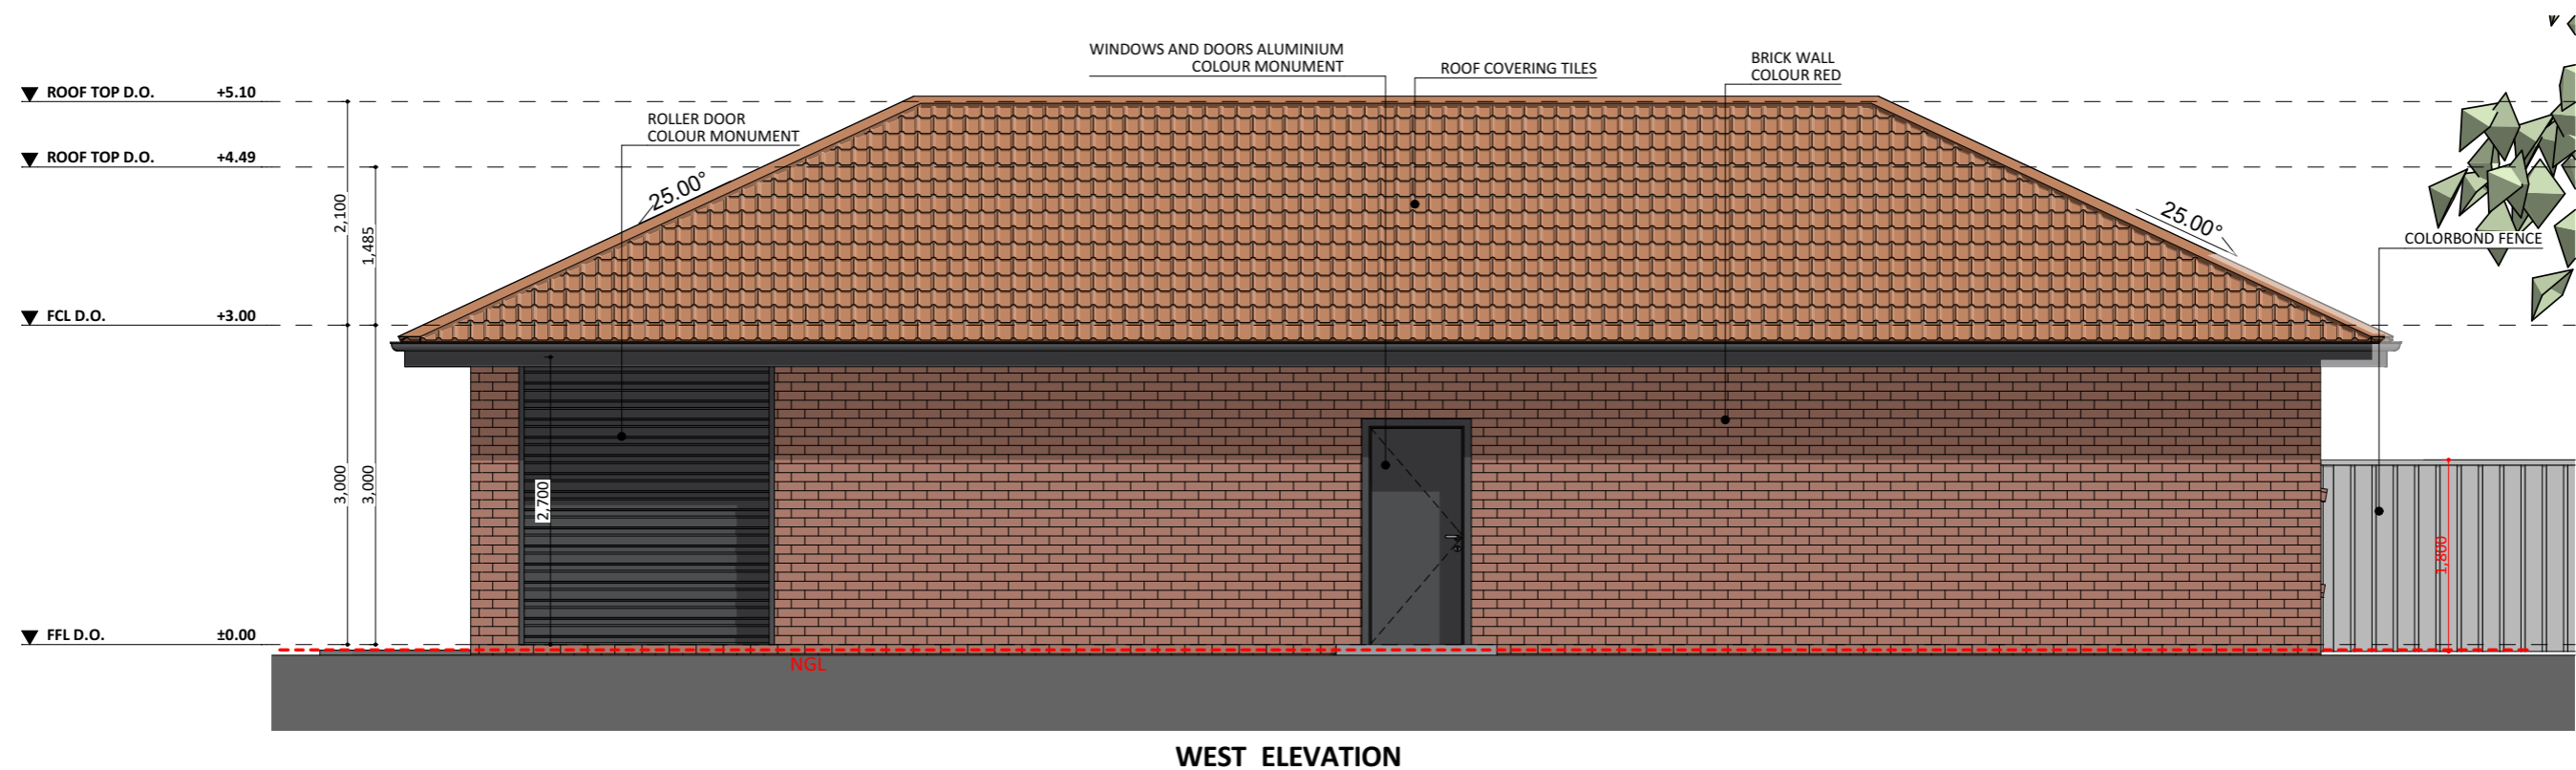 WINDOWS AND DOORS ALUMINIUM
COLOUR MONUMENT
ROOF COVERING TILES
BRICK WALL
COLOUR RED
ROOF TOP D.O. +5.10
ROLLER DOOR
COLOUR MONUMENT
ROOF TOP D.O. +4.49
25.00°
25.00°
2,100
1,485
COLORBOND FENCE
FCL D.O. +3.00
3,000
3,000
2,700
1,800
FFL D.O. ±0.00
NGL
WEST ELEVATION